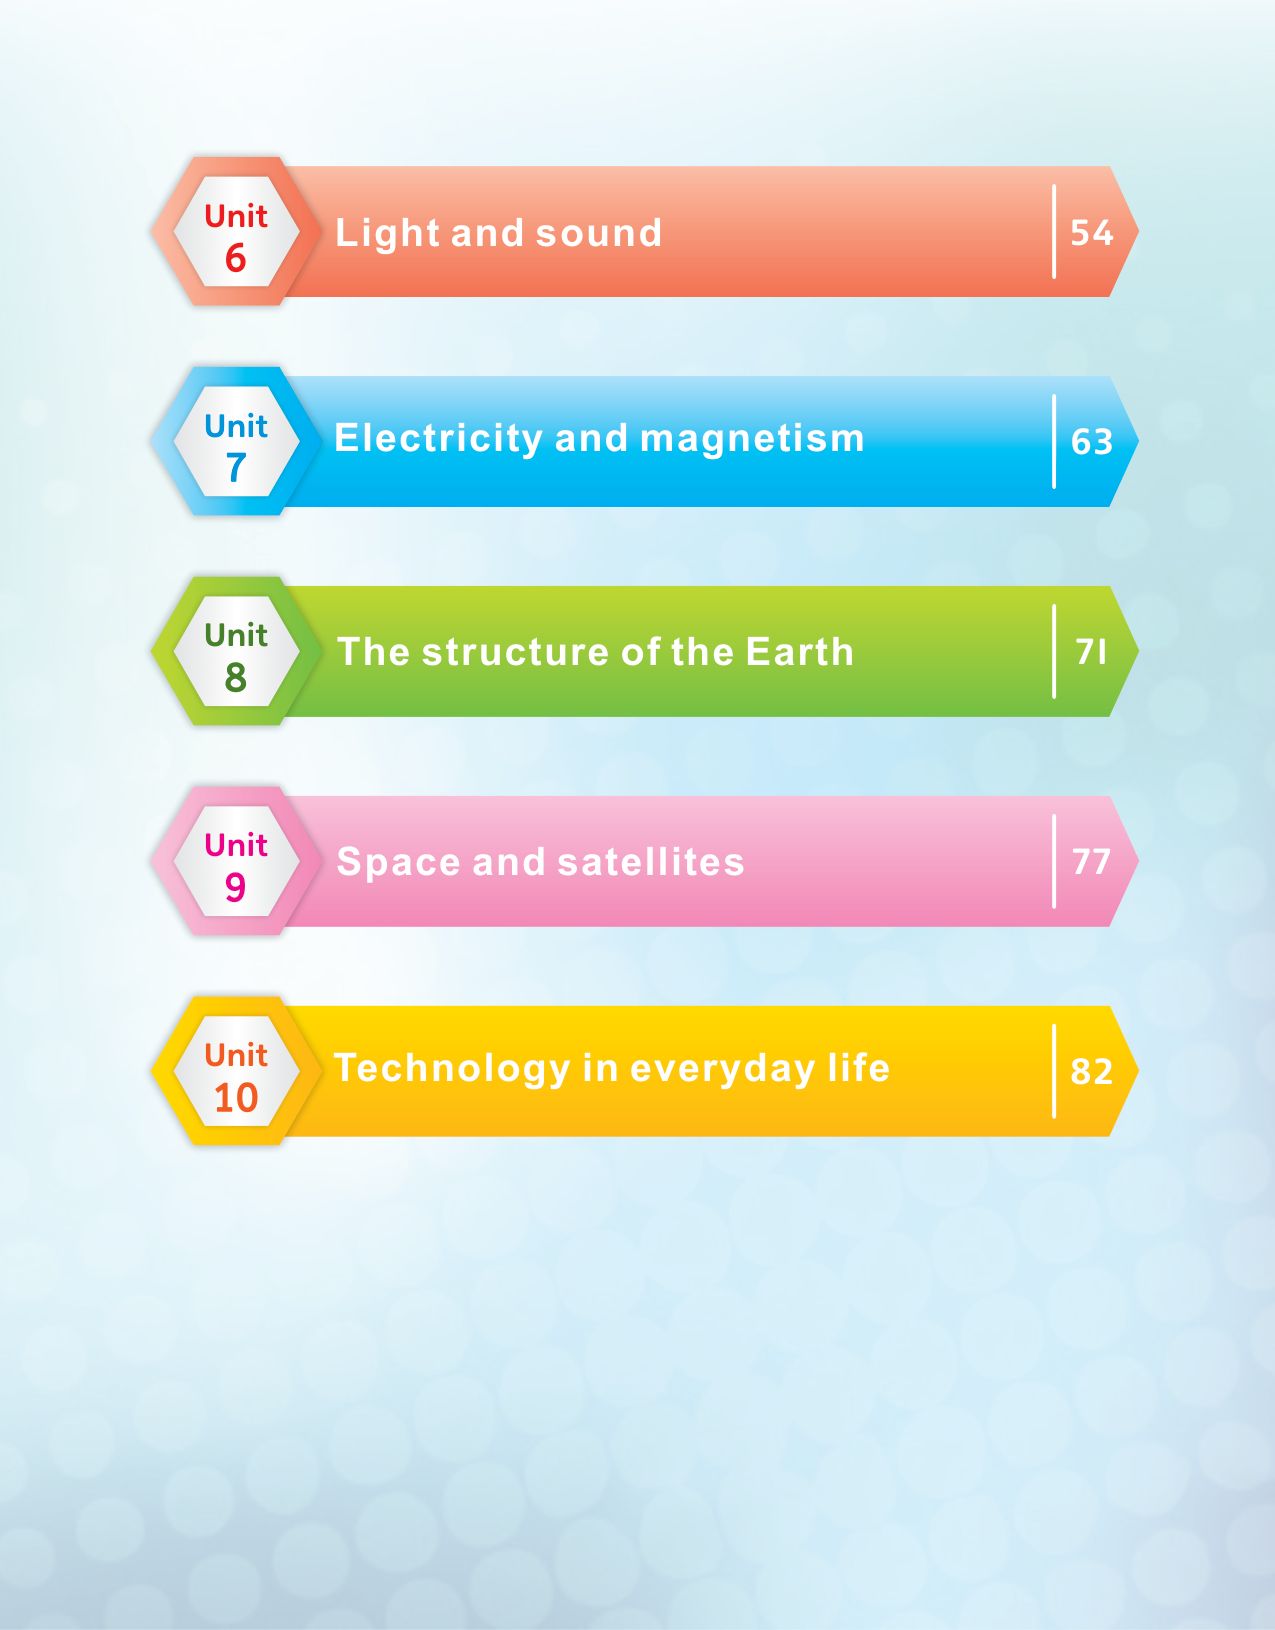 Unit
6
Light and sound
54
Unit
7
Electricity and magnetism
63
Unit
8
The structure of the Earth
71
Unit
9
Space and satellites
77
Unit
10
Technology in everyday life
82